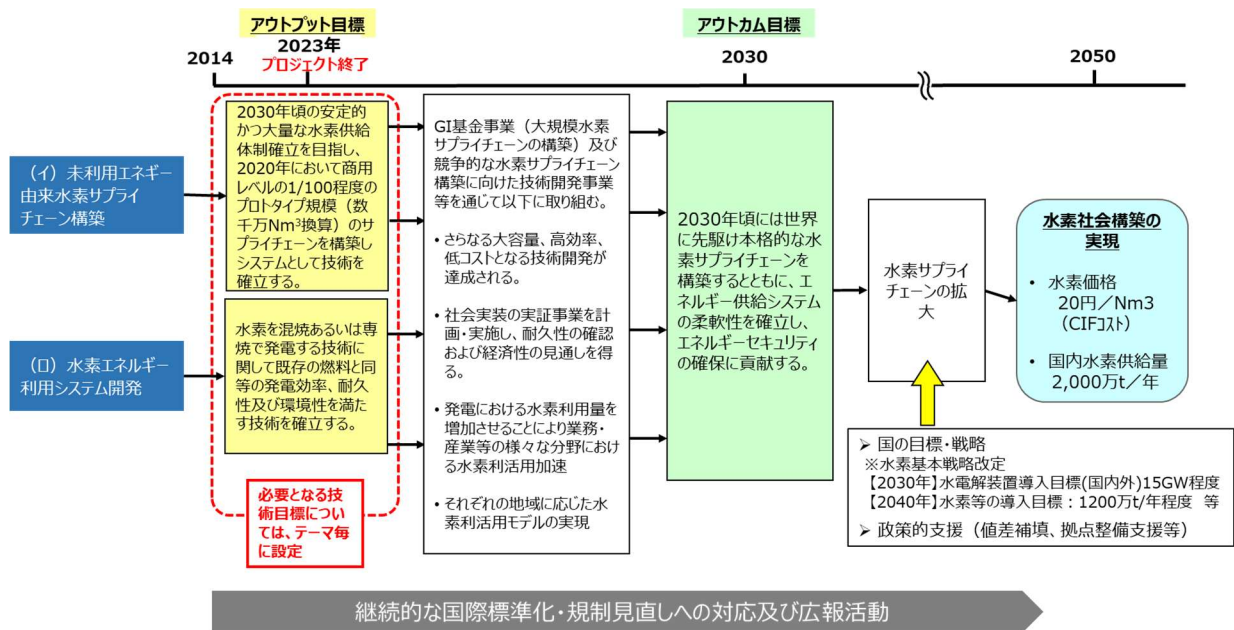 アウトプット目標
アウトカム目標
2014
2023年
プロジェクト終了
2030
2050
（イ）未利用エネギー
由来水素サプライ
チェーン構築
（ロ）水素エネルギー
利用システム開発
2030年頃の安定的
かつ大量な水素供給
体制確立を目指し、
2020年において商用
レベルの1/100程度の
プロトタイプ規模（数
千万Nm³換算）のサ
プライチェーンを構築し
システムとして技術を
確立する。
水素を混焼あるいは専
焼で発電する技術に
関して既存の燃料と同
等の発電効率、耐久
性及び環境性を満た
す技術を確立する。
必要となる技
術目標につい
ては、テーマ毎
に設定
GI基金事業（大規模水素
サプライチェーンの構築）及び
競争的な水素サプライチェーン
構築に向けた技術開発事業
等を通じて以下に取り組む。
• さらなる大容量、高効率、
低コストとなる技術開発が
達成される。
• 社会実装の実証事業を計
画・実施し、耐久性の確認
および経済性の見通しを得
る。
• 発電における水素利用量を
増加させることにより業務・
産業等の様々な分野における
水素利活用加速
• それぞれの地域に応じた水
素利活用モデルの実現
2030年頃には世界
に先駆け本格的な水
素サプライチェーンを
構築するとともに、エ
ネルギー供給システム
の柔軟性を確立し、
エネルギーセキュリティ
の確保に貢献する。
水素サプライ
チェーンの拡
大
水素社会構築の
実現
• 水素価格
20円／Nm3
（CIFコスト）
• 国内水素供給量
2,000万t／年
➢ 国の目標・戦略
※水素基本戦略改定
【2030年】水電解装置導入目標(国内外)15GW程度
【2040年】水素等の導入目標：1200万t/年程度 等
➢ 政策的支援（値差補填、拠点整備支援等）
継続的な国際標準化・規制見直しへの対応及び広報活動